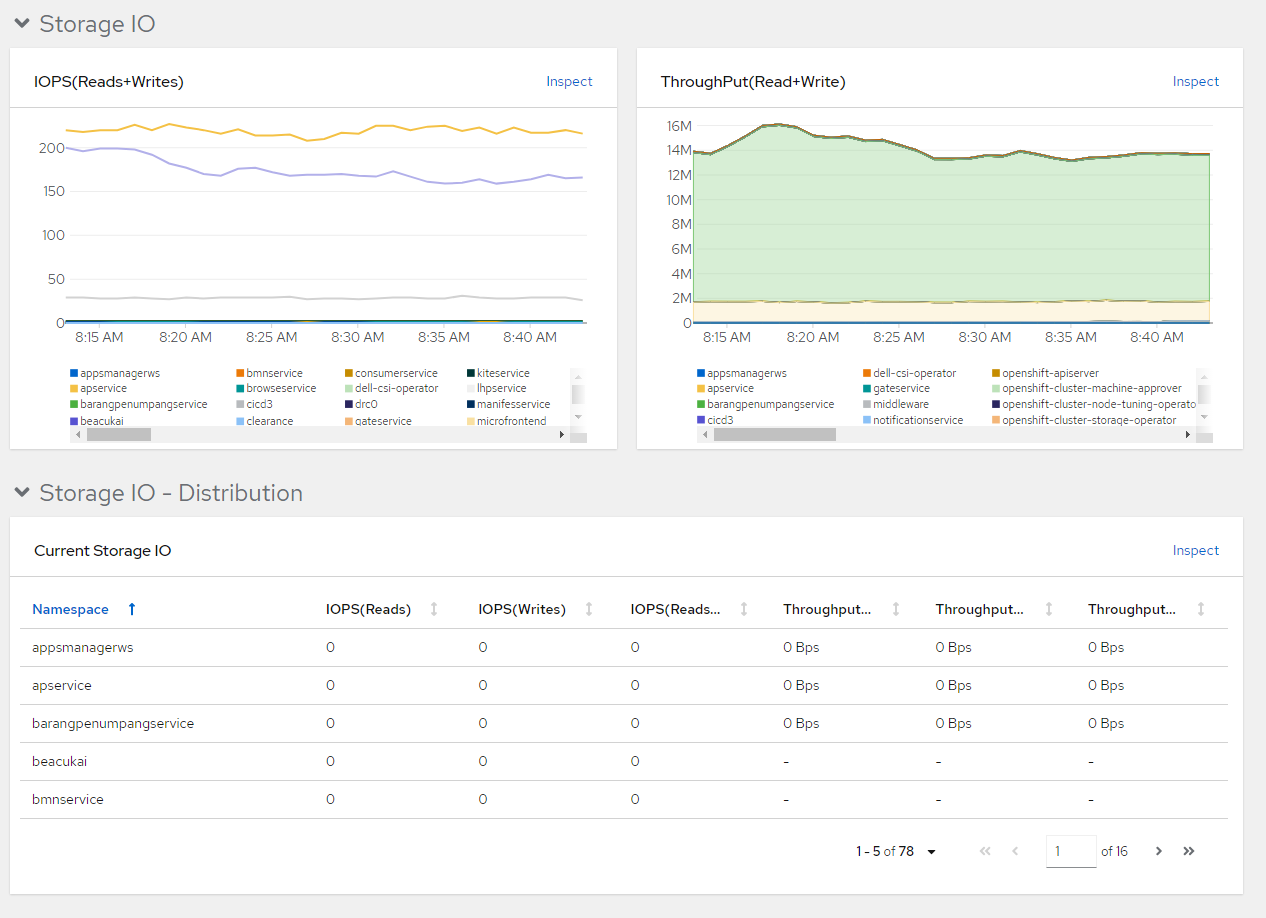 Storage IO
IOPS(Reads+Writes) Inspect
200
150
100
50
0
8:15 AM 8:20 AM 8:25 AM 8:30 AM 8:35 AM 8:40 AM
appsmanagerws bmnservice consumerservice kiteservice
apservice browseservice dell-csi-operator lhpservice
barangpenumpangservice cicd3 drc0 manifesservice
beacukai clearance gateservice microfrontend
ThroughPut(Read+Write) Inspect
16M
14M
12M
10M
8M
6M
4M
2M
0
8:15 AM 8:20 AM 8:25 AM 8:30 AM 8:35 AM 8:40 AM
appsmanagerws dell-csi-operator openshift-apiserver
apservice gateservice openshift-cluster-machine-approver
barangpenumpangservice middleware openshift-cluster-node-tuning-operato
cicd3 notificationservice openshift-cluster-storage-operator
Storage IO - Distribution
Current Storage IO Inspect
Namespace IOPS(Reads) IOPS(Writes) IOPS(Reads... Throughput... Throughput... Throughput...
appsmanagerws 0 0 0 0 Bps 0 Bps 0 Bps
apservice 0 0 0 0 Bps 0 Bps 0 Bps
barangpenumpangservice 0 0 0 0 Bps 0 Bps 0 Bps
beacukai 0 0 0 - - -
bmnservice 0 0 0 - - -
1 - 5 of 78 1 of 16